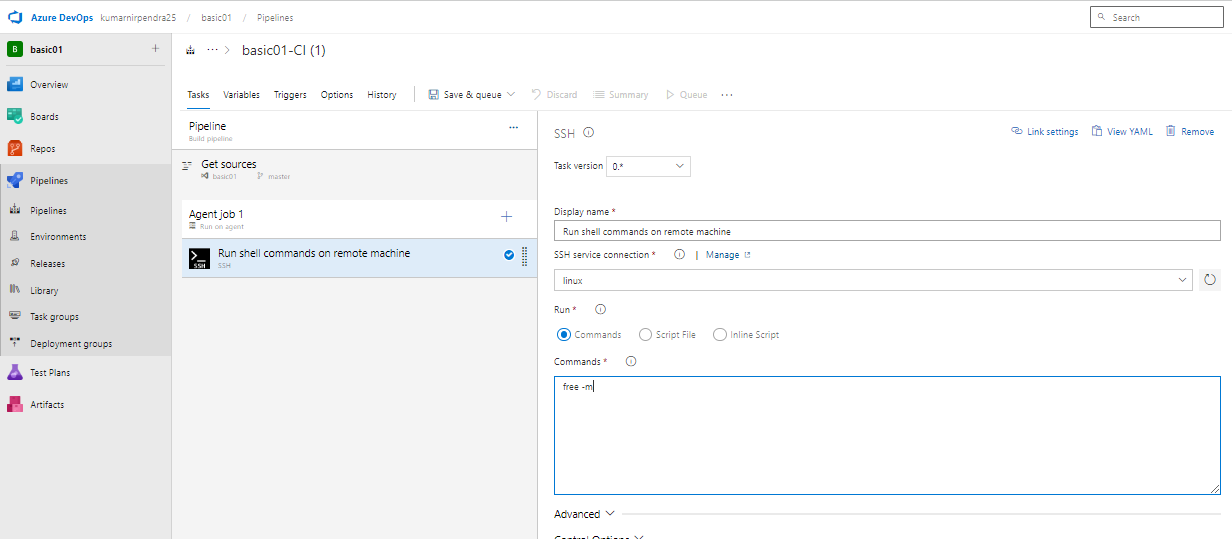 Azure DevOps kumarnirpendra25 / basic01 / Pipelines
Search
B basic01 +
Overview
Boards
Repos
Pipelines
Pipelines
Environments
Releases
Library
Task groups
Deployment groups
Test Plans
Artifacts
··· > basic01-CI (1)
Tasks Variables Triggers Options History | Save & queue Discard Summary Queue ···
Pipeline ···
Build pipeline
Get sources
basic01 master
Agent job 1 +
Run on agent
Run shell commands on remote machine
SSH
SSH
SSH Link settings View YAML Remove
Task version 0.*
Display name *
Run shell commands on remote machine
SSH service connection * | Manage
linux
Run *
Commands Script File Inline Script
Commands *
free -m
Advanced
Control Options